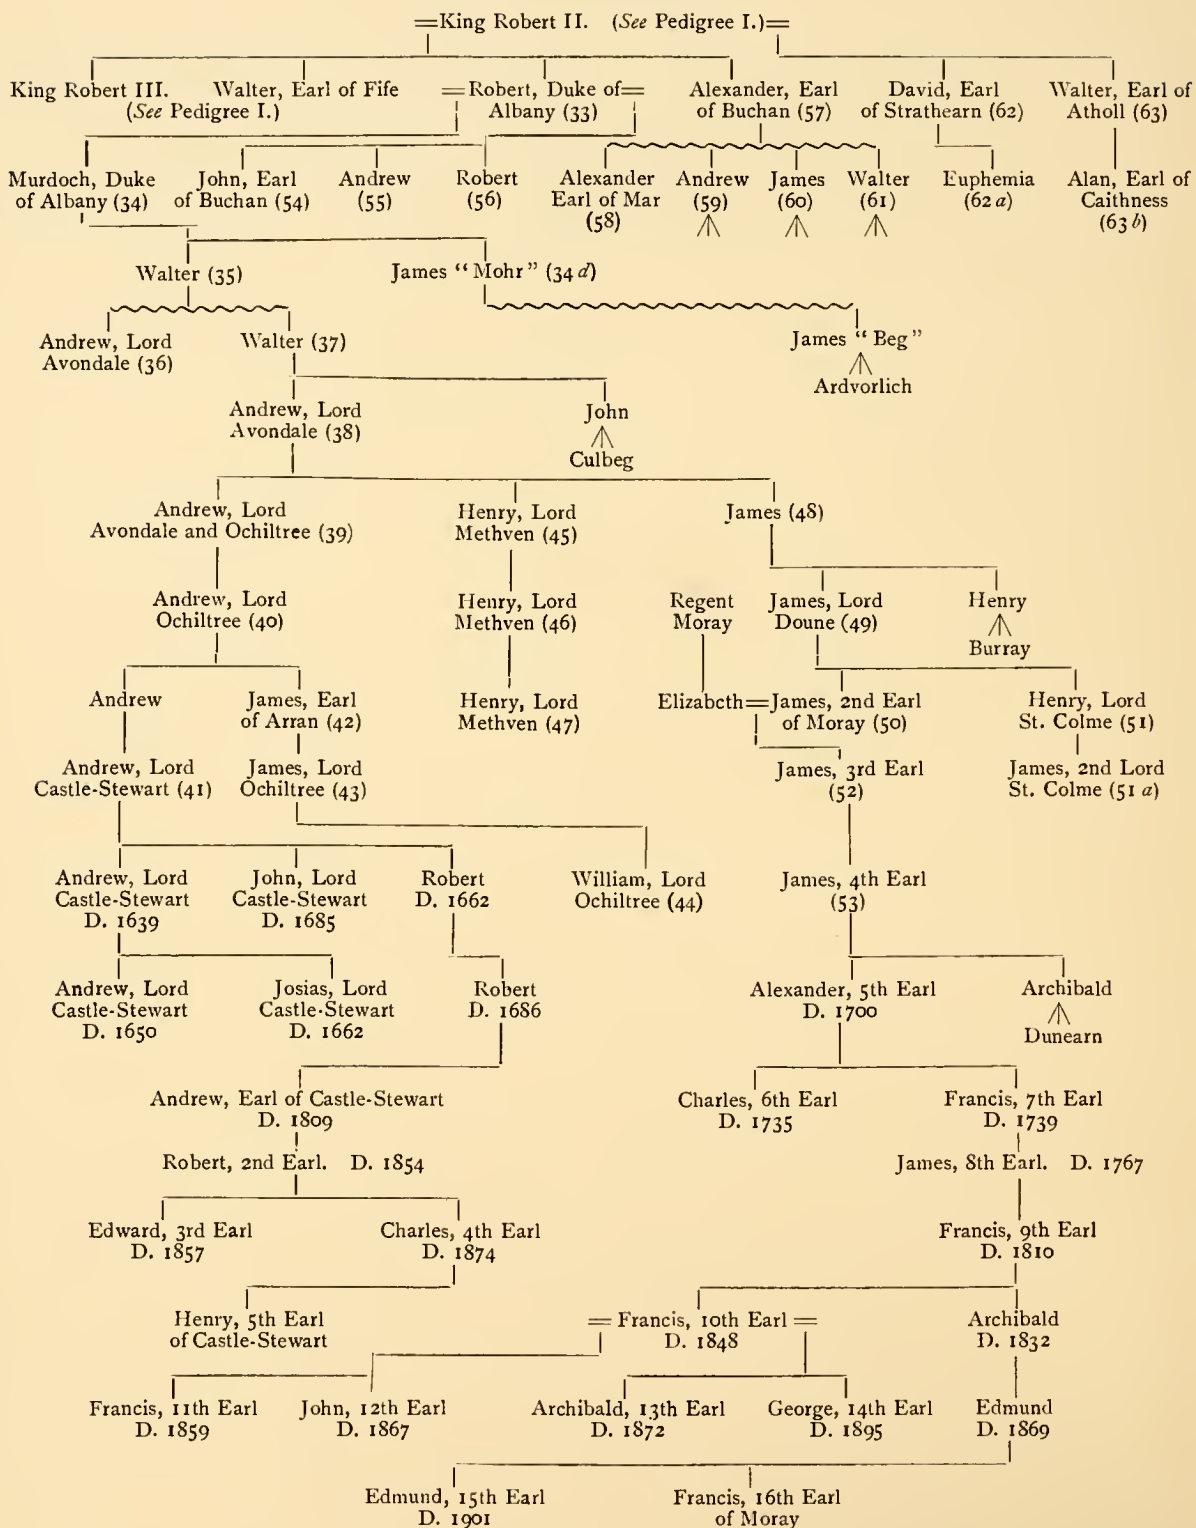 King Robert II. (See Pedigree I.)
King Robert III.
(See Pedigree I.)
Walter, Earl of Fife
Robert, Duke of
Albany (33)
Alexander, Earl
of Buchan (57)
David, Earl
of Strathearn (62)
Walter, Earl of
Atholl (63)
Murdoch, Duke
of Albany (34)
John, Earl
of Buchan (54)
Andrew
(55)
Robert
(56)
Alexander
Earl of Mar
(58)
Andrew
(59)
James
(60)
Walter
(61)
Euphemia
(62 a)
Alan, Earl of
Caithness
(63 b)
Walter (35)
James "Mohr" (34 d)
Andrew, Lord
Avondale (36)
Walter (37)
James "Beg"
Ardvorlich
Andrew, Lord
Avondale (38)
John
Culbeg
Andrew, Lord
Avondale and Ochiltree (39)
Henry, Lord
Methven (45)
James (48)
Andrew, Lord
Ochiltree (40)
Henry, Lord
Methven (46)
Regent
Moray
James, Lord
Doune (49)
Henry
Burray
Andrew
James, Earl
of Arran (42)
Henry, Lord
Methven (47)
Elizabeth
James, 2nd Earl
of Moray (50)
Henry, Lord
St. Colme (51)
Andrew, Lord
Castle-Stewart (41)
James, Lord
Ochiltree (43)
James, 3rd Earl
(52)
James, 2nd Lord
St. Colme (51 a)
Andrew, Lord
Castle-Stewart
D. 1639
John, Lord
Castle-Stewart
D. 1685
Robert
D. 1662
William, Lord
Ochiltree (44)
James, 4th Earl
(53)
Andrew, Lord
Castle-Stewart
D. 1650
Josias, Lord
Castle-Stewart
D. 1662
Robert
D. 1686
Alexander, 5th Earl
D. 1700
Archibald
Dunearn
Andrew, Earl of Castle-Stewart
D. 1809
Charles, 6th Earl
D. 1735
Francis, 7th Earl
D. 1739
Robert, 2nd Earl. D. 1854
James, 8th Earl. D. 1767
Edward, 3rd Earl
D. 1857
Charles, 4th Earl
D. 1874
Francis, 9th Earl
D. 1810
Henry, 5th Earl
of Castle-Stewart
Francis, 10th Earl
D. 1848
Archibald
D. 1832
Francis, 11th Earl
D. 1859
John, 12th Earl
D. 1867
Archibald, 13th Earl
D. 1872
George, 14th Earl
D. 1895
Edmund
D. 1869
Edmund, 15th Earl
D. 1901
Francis, 16th Earl
of Moray